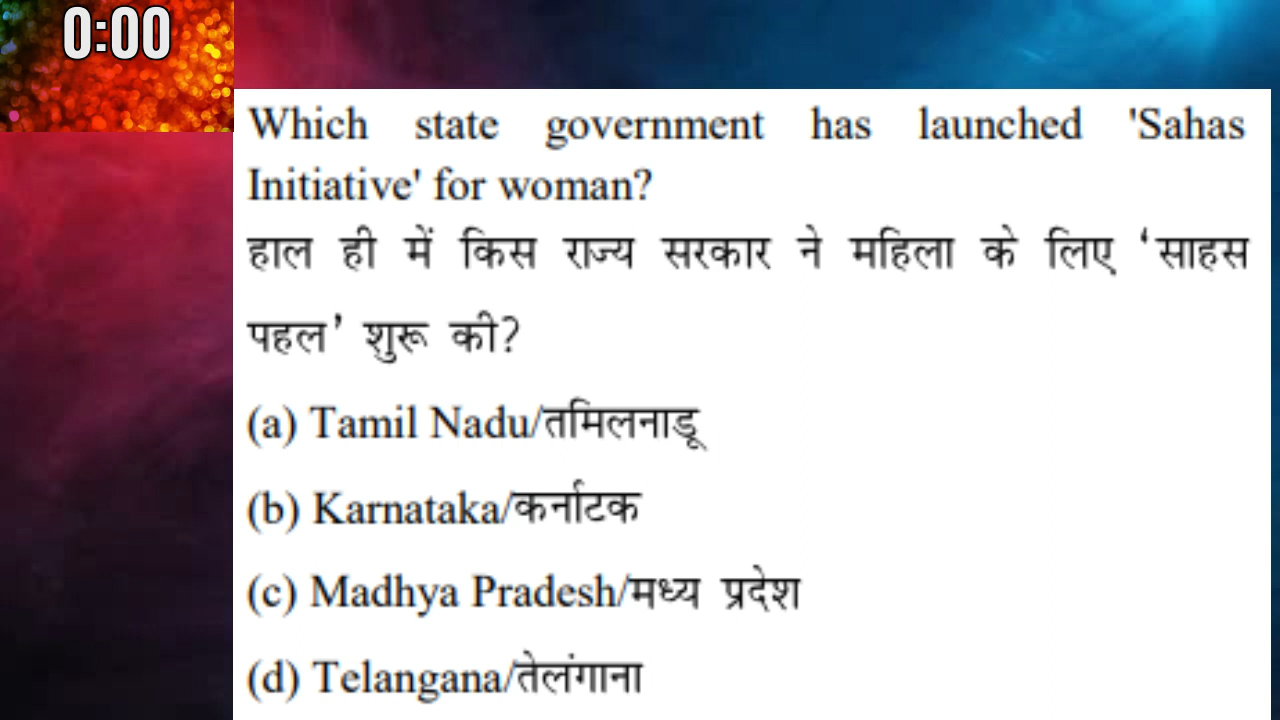 0:00
Which state government has launched 'Sahas
Initiative' for woman?
हाल ही में किस राज्य सरकार ने महिला के लिए ‘साहस
पहल’ शुरू की?
(a) Tamil Nadu/तमिलनाडू
(b) Karnataka/कर्नाटक
(c) Madhya Pradesh/मध्य प्रदेश
(d) Telangana/तेलंगाना